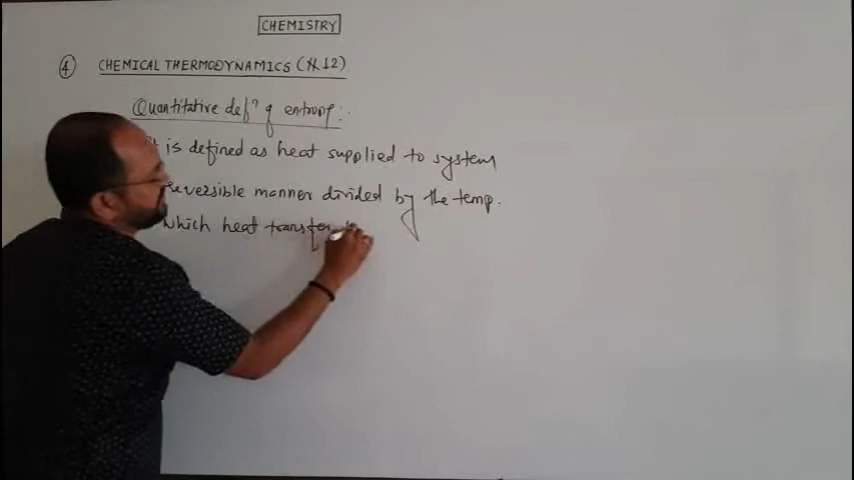 CHEMISTRY
④ CHEMICAL THERMODYNAMICS (# 12)
Quantitative defⁿ of entropy :-
is defined as heat supplied to system
reversible manner divided by the temp.
which heat transfer